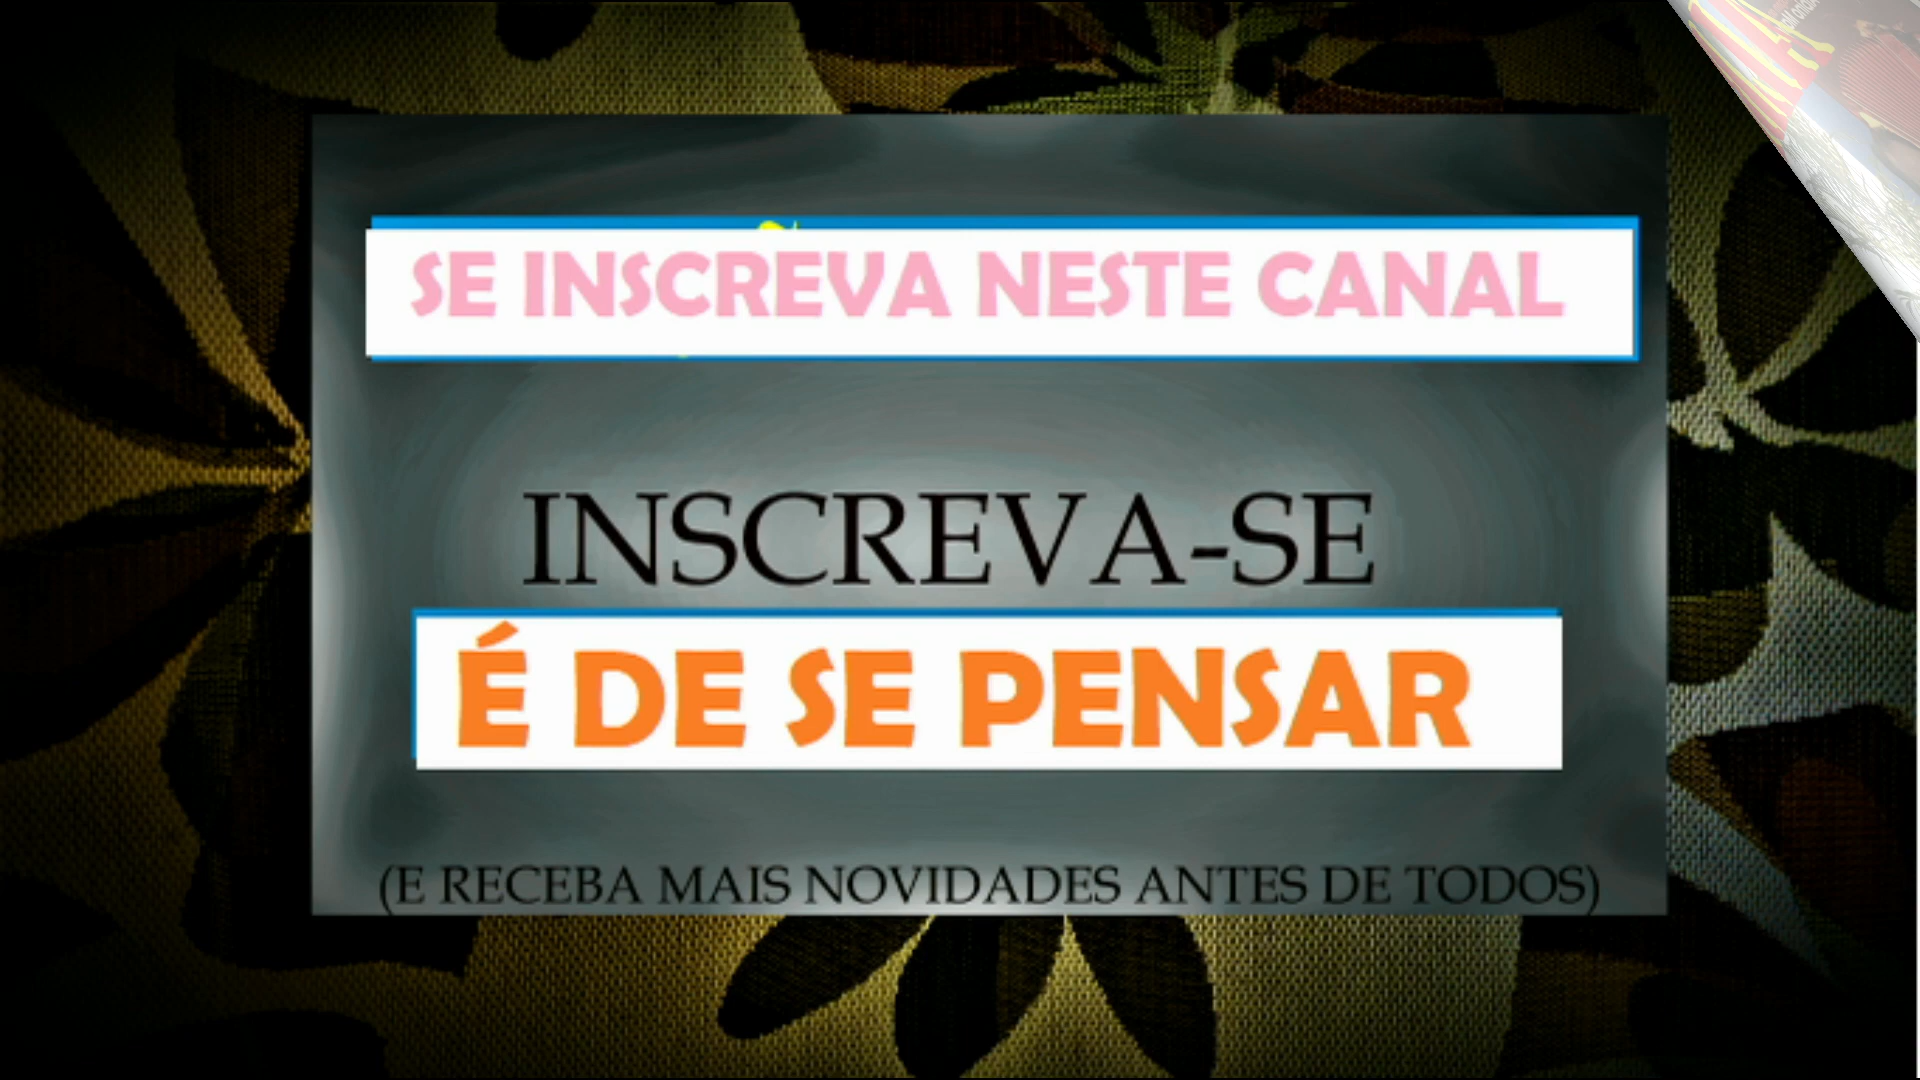 SE INSCREVA NESTE CANAL
INSCREVA-SE
É DE SE PENSAR
(E RECEBA MAIS NOVIDADES ANTES DE TODOS)